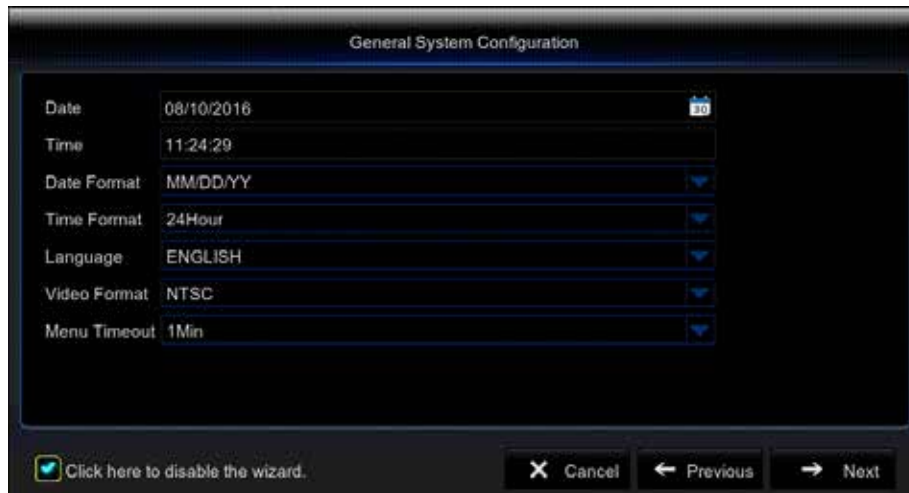 General System Configuration
Date 08/10/2016 30
Time 11:24:29
Date Format MM/DD/YY
Time Format 24Hour
Language ENGLISH
Video Format NTSC
Menu Timeout 1Min
Click here to disable the wizard. Cancel Previous Next